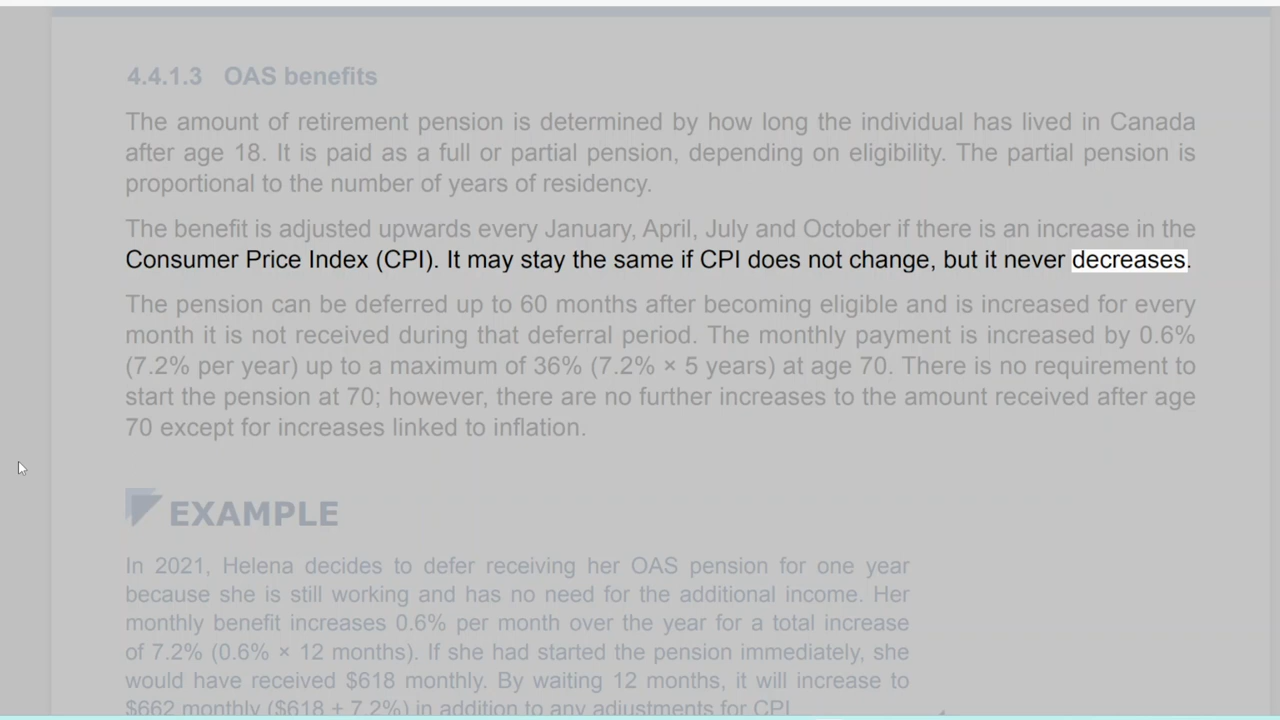 4.4.1.3 OAS benefits
The amount of retirement pension is determined by how long the individual has lived in Canada
after age 18. It is paid as a full or partial pension, depending on eligibility. The partial pension is
proportional to the number of years of residency.
The benefit is adjusted upwards every January, April, July and October if there is an increase in the
Consumer Price Index (CPI). It may stay the same if CPI does not change, but it never decreases.
The pension can be deferred up to 60 months after becoming eligible and is increased for every
month it is not received during that deferral period. The monthly payment is increased by 0.6%
(7.2% per year) up to a maximum of 36% (7.2% × 5 years) at age 70. There is no requirement to
start the pension at 70; however, there are no further increases to the amount received after age
70 except for increases linked to inflation.
EXAMPLE
In 2021, Helena decides to defer receiving her OAS pension for one year
because she is still working and has no need for the additional income. Her
monthly benefit increases 0.6% per month over the year for a total increase
of 7.2% (0.6% × 12 months). If she had started the pension immediately, she
would have received $618 monthly. By waiting 12 months, it will increase to
$662 monthly ($618 + 7.2%) in addition to any adjustments for CPI